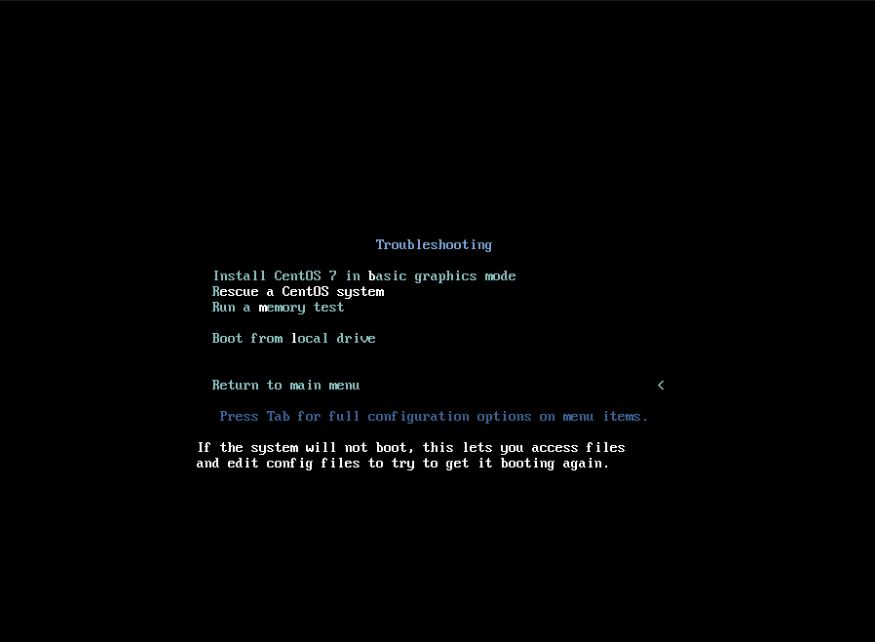 Troubleshooting
Install CentOS 7 in basic graphics mode
Rescue a CentOS system
Run a memory test
Boot from local drive
Return to main menu <
Press Tab for full configuration options on menu items.
If the system will not boot, this lets you access files
and edit config files to try to get it booting again.